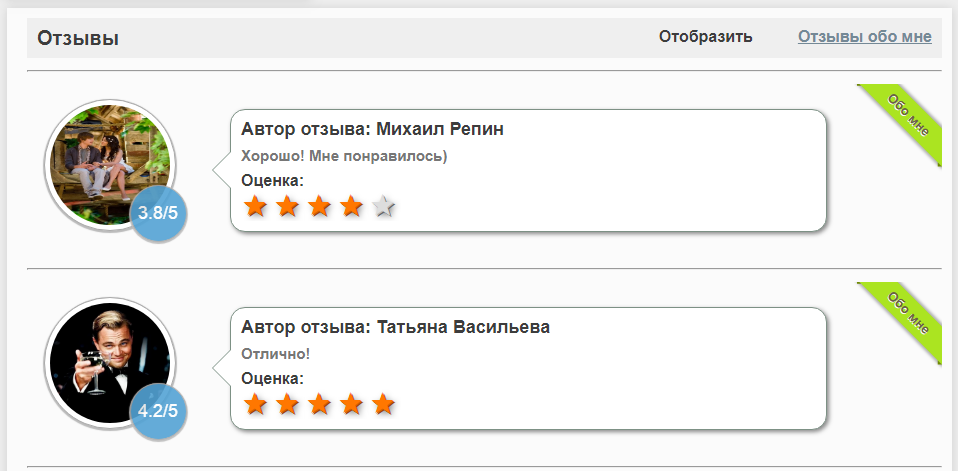 Отзывы
Отобразить
Отзывы обо мне
Обо мне
Автор отзыва: Михаил Репин
Хорошо! Мне понравилось)
Оценка:
3.8/5
Обо мне
Автор отзыва: Татьяна Васильева
Отлично!
Оценка:
4.2/5